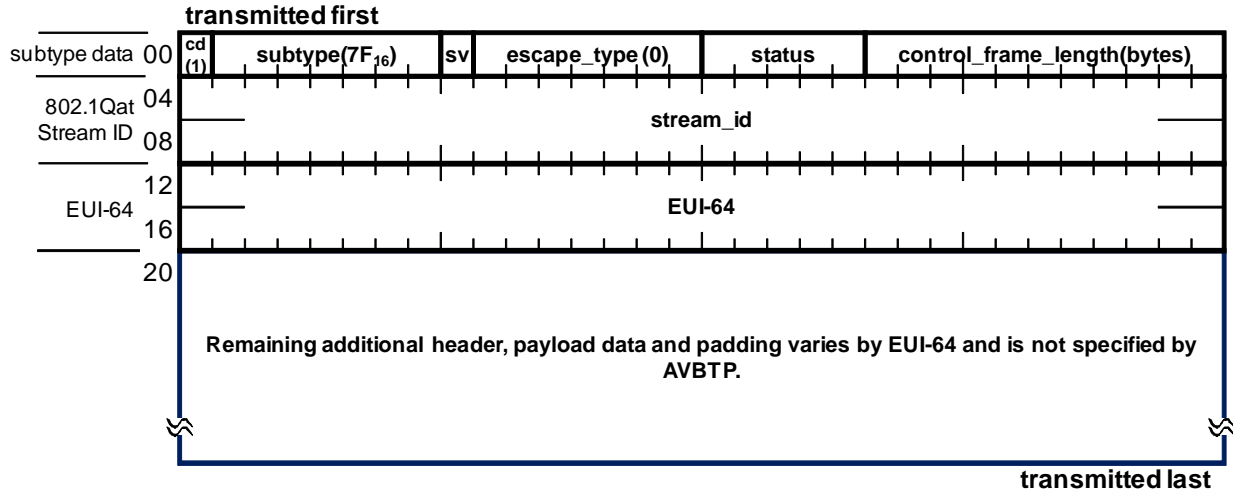 transmitted first
subtype data 00 cd (1) subtype(7F₁₆) sv escape_type (0) status control_frame_length(bytes)
802.1Qat Stream ID 04
08
stream_id
12
EUI-64
16
EUI-64
20
Remaining additional header, payload data and padding varies by EUI-64 and is not specified by
AVBTP.
transmitted last